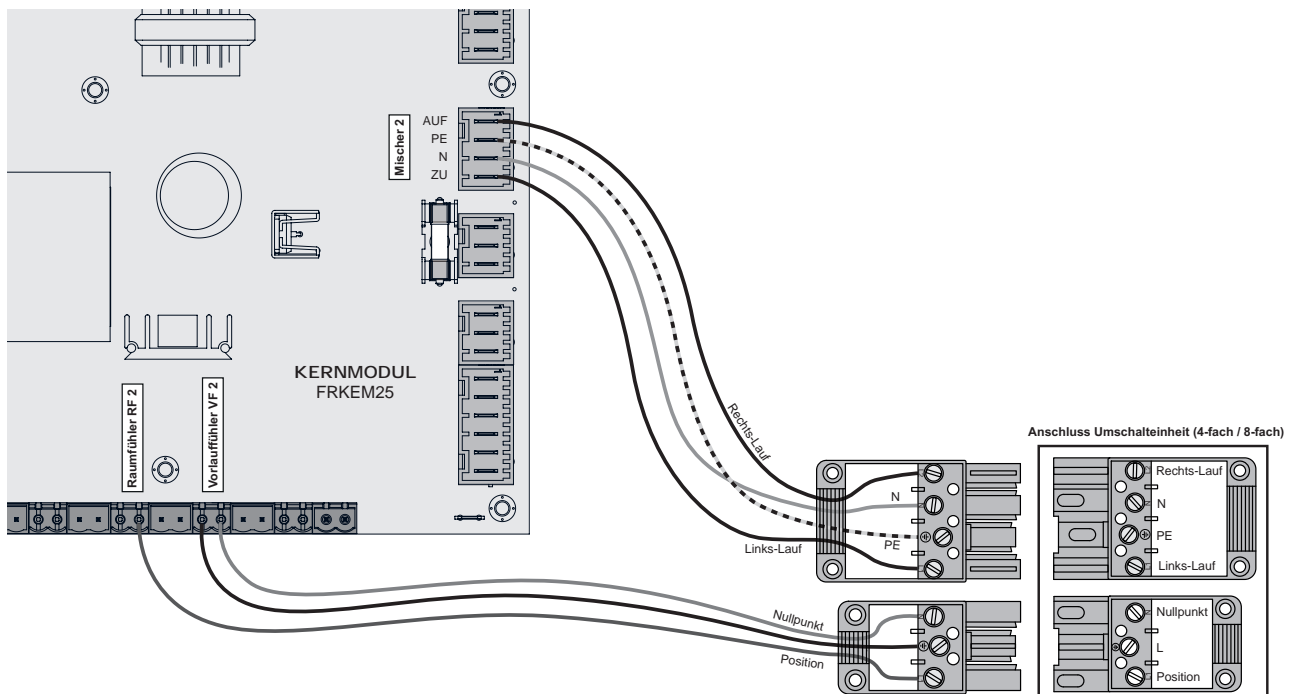 Mischer 2
AUF
PE
N
ZU
KERNMODUL
FRKEM25
Raumfühler RF 2
Vorlauffühler VF 2
Rechts-Lauf
N
PE
Links-Lauf
Nullpunkt
Position
Anschluss Umschalteinheit (4-fach / 8-fach)
Rechts-Lauf
N
PE
Links-Lauf
Nullpunkt
L
Position